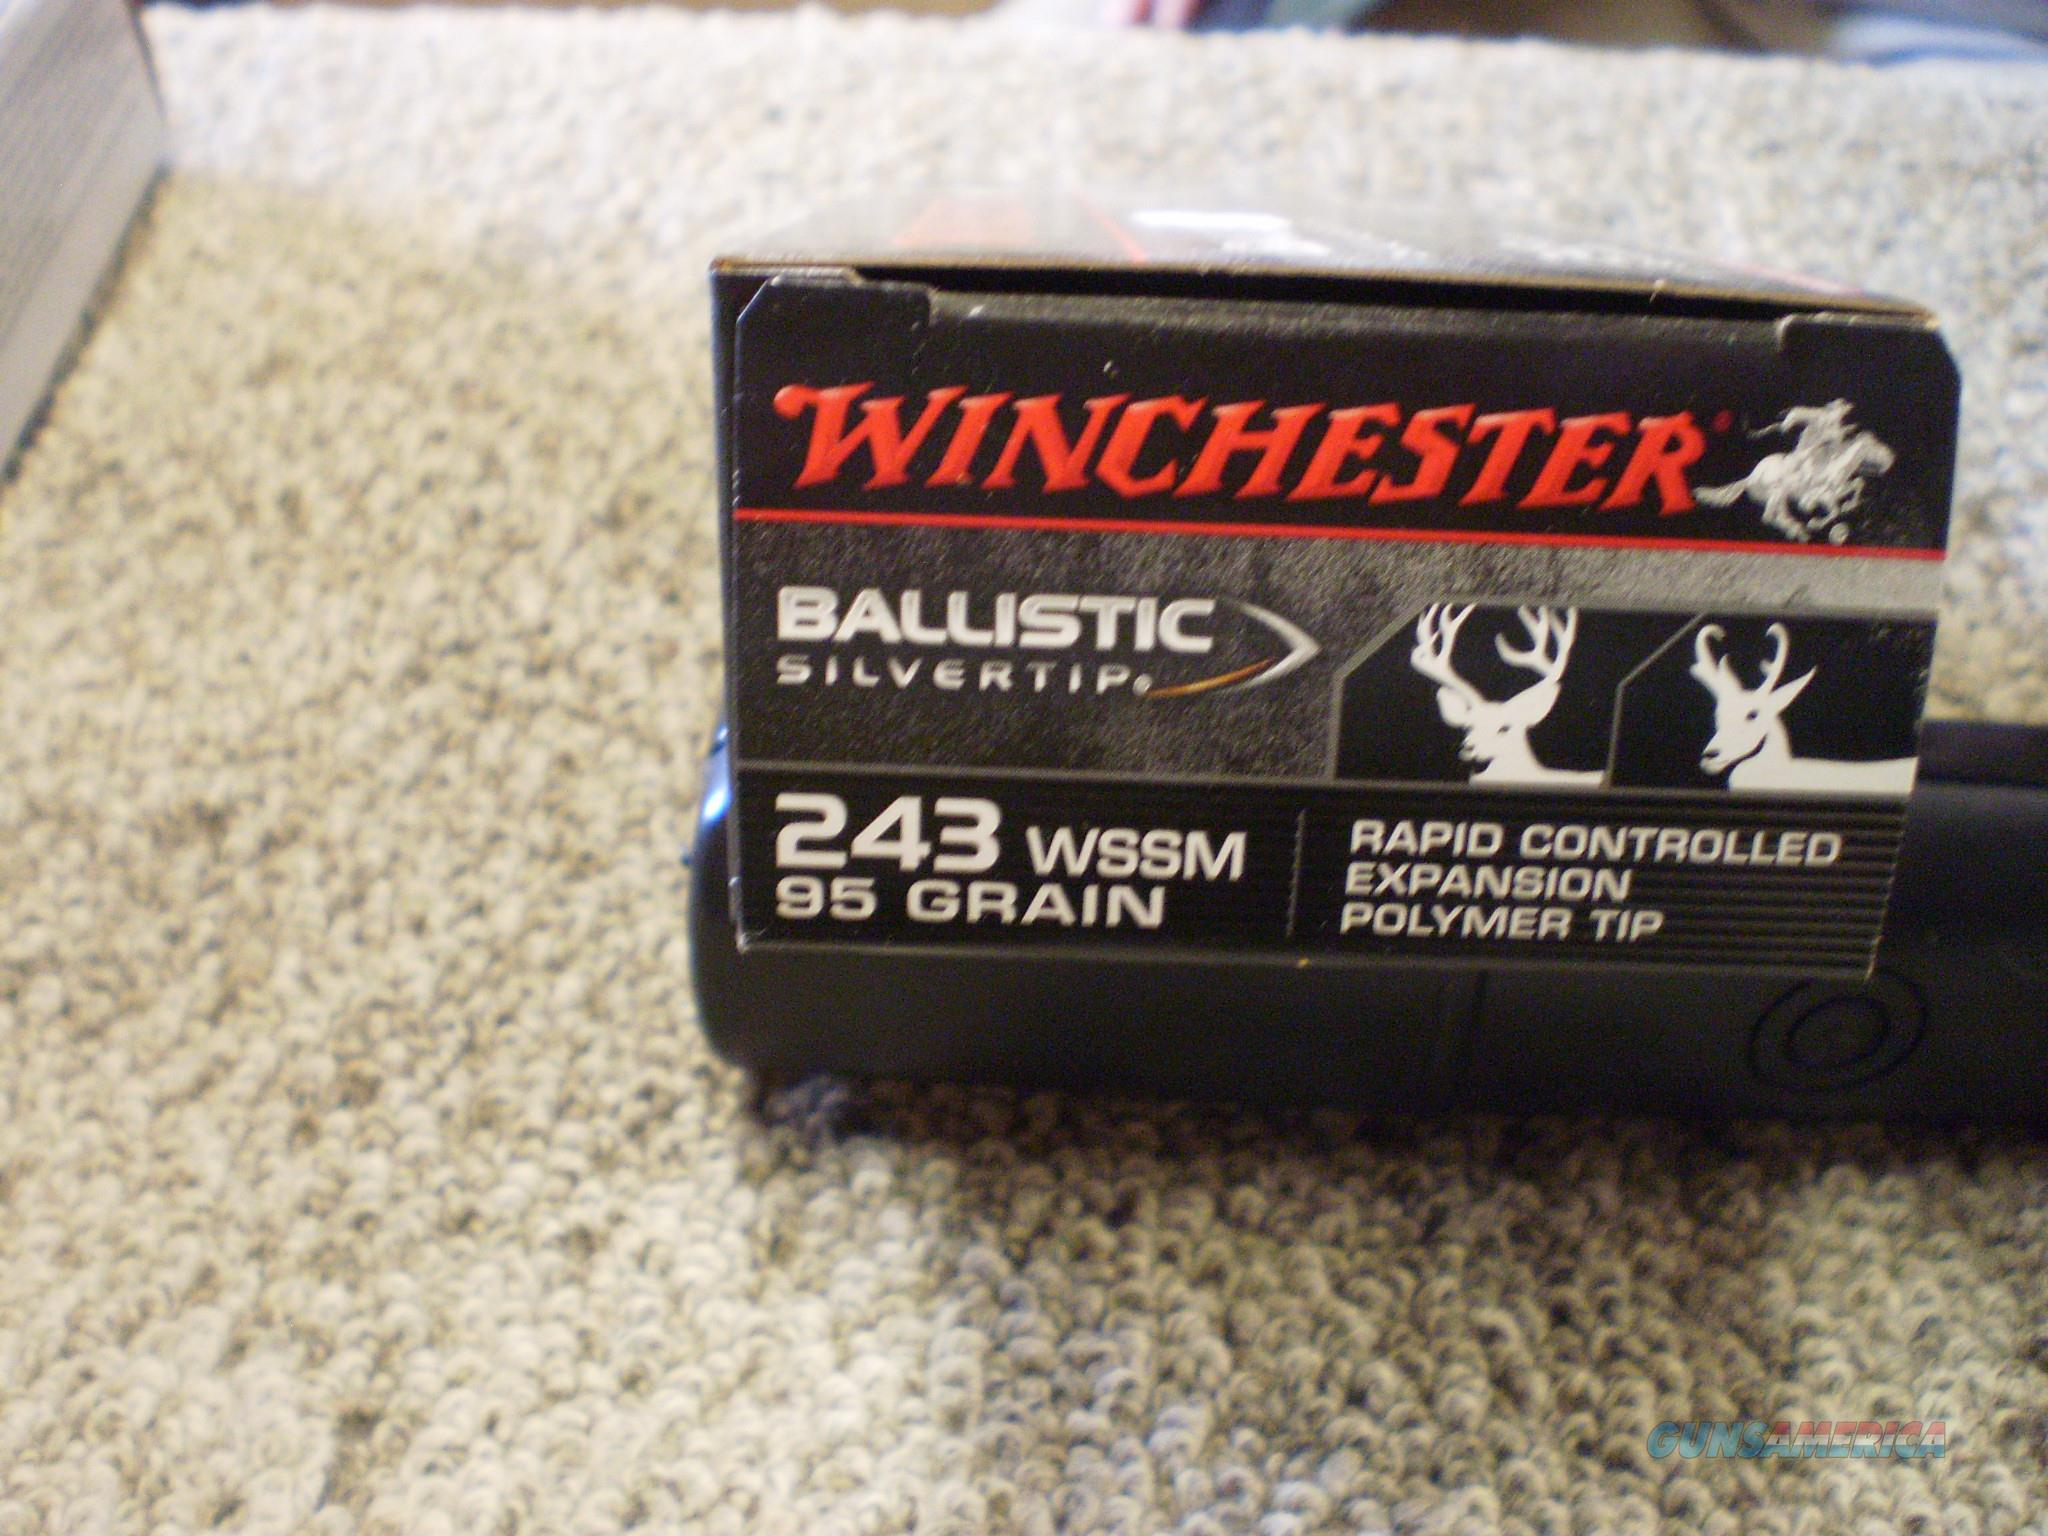 WINCHESTER®
BALLISTIC
SILVERTIP®
243 WSSM
95 GRAIN
RAPID CONTROLLED
EXPANSION
POLYMER TIP
GUNSAMERICA